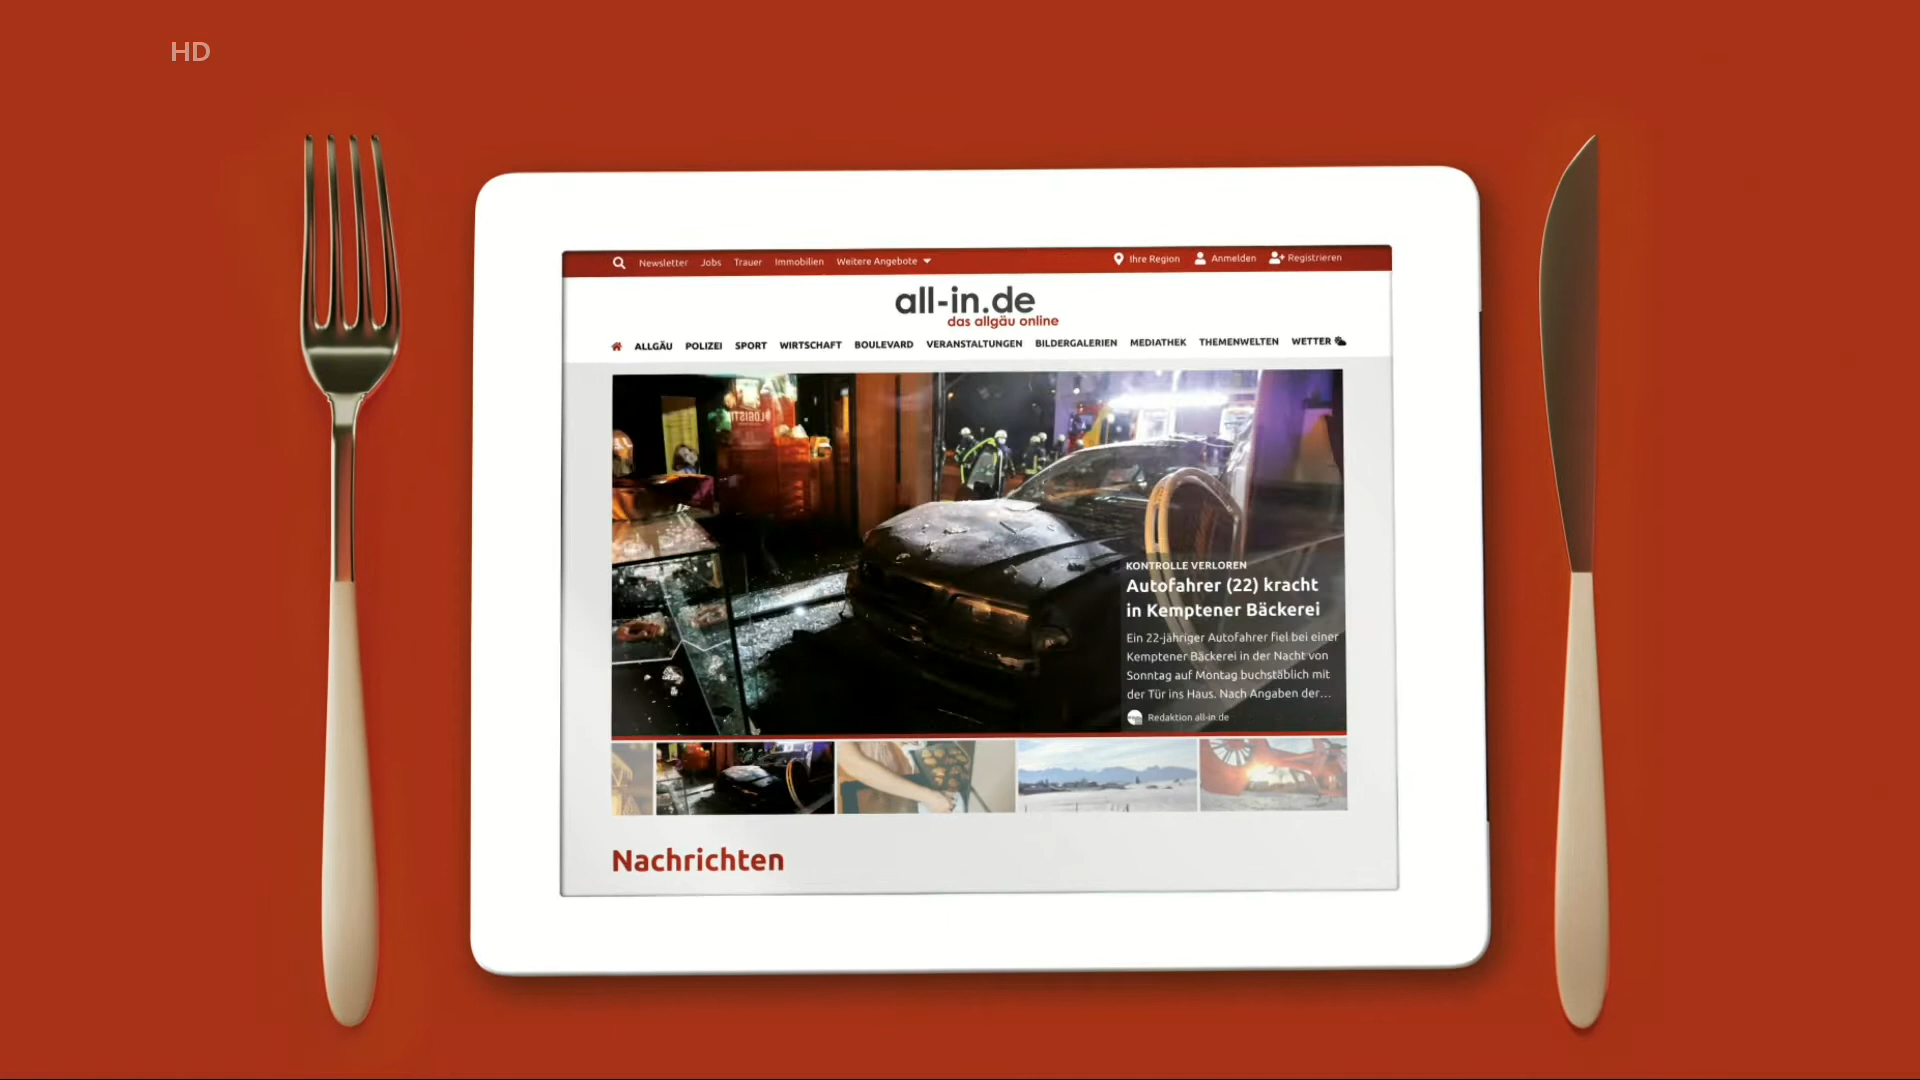 HD
Newsletter Jobs Trauer Immobilien Weitere Angebote Ihre Region Anmelden Registrieren
all-in.de
das allgäu online
ALLGÄU POLIZEI SPORT WIRTSCHAFT BOULEVARD VERANSTALTUNGEN BILDERGALERIEN MEDIATHEK THEMENWELTEN WETTER
KONTROLLE VERLOREN
Autofahrer (22) kracht
in Kemptener Bäckerei
Ein 22-jähriger Autofahrer fiel bei einer
Kemptener Bäckerei in der Nacht von
Sonntag auf Montag buchstäblich mit
der Tür ins Haus. Nach Angaben der...
Redaktion all-in.de
Nachrichten